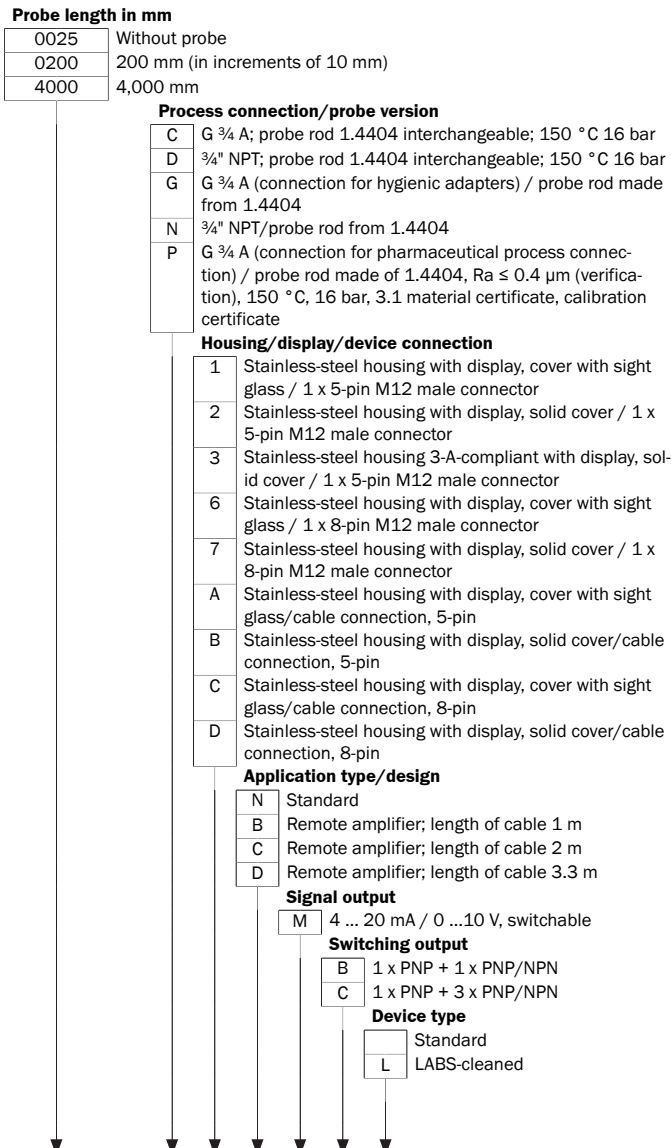 Probe length in mm
0025 Without probe
0200 200 mm (in increments of 10 mm)
4000 4,000 mm
Process connection/probe version
C G ¾ A; probe rod 1.4404 interchangeable; 150 °C 16 bar
D ¾" NPT; probe rod 1.4404 interchangeable; 150 °C 16 bar
G G ¾ A (connection for hygienic adapters) / probe rod made
from 1.4404
N ¾" NPT/probe rod from 1.4404
P G ¾ A (connection for pharmaceutical process connec-
tion) / probe rod made of 1.4404, Ra ≤ 0.4 µm (verifica-
tion), 150 °C, 16 bar, 3.1 material certificate, calibration
certificate
Housing/display/device connection
1 Stainless-steel housing with display, cover with sight
glass / 1 x 5-pin M12 male connector
2 Stainless-steel housing with display, solid cover / 1 x
5-pin M12 male connector
3 Stainless-steel housing 3-A-compliant with display, sol-
id cover / 1 x 5-pin M12 male connector
6 Stainless-steel housing with display, cover with sight
glass / 1 x 8-pin M12 male connector
7 Stainless-steel housing with display, solid cover / 1 x
8-pin M12 male connector
A Stainless-steel housing with display, cover with sight
glass/cable connection, 5-pin
B Stainless-steel housing with display, solid cover/cable
connection, 5-pin
C Stainless-steel housing with display, cover with sight
glass/cable connection, 8-pin
D Stainless-steel housing with display, solid cover/cable
connection, 8-pin
Application type/design
N Standard
B Remote amplifier; length of cable 1 m
C Remote amplifier; length of cable 2 m
D Remote amplifier; length of cable 3.3 m
Signal output
M 4 ... 20 mA / 0 ...10 V, switchable
Switching output
B 1 x PNP + 1 x PNP/NPN
C 1 x PNP + 3 x PNP/NPN
Device type
Standard
L LABS-cleaned